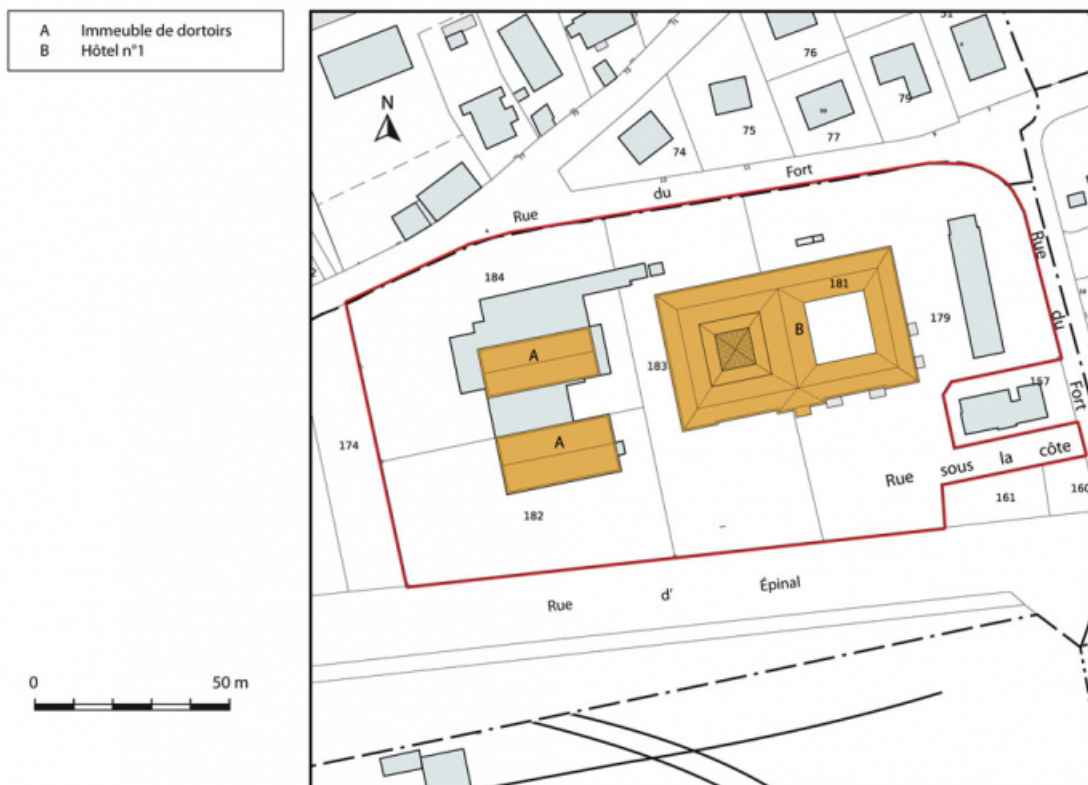 A Immeuble de dortoirs
B Hôtel n°1
N
76
79
75
77
74
Rue du Fort
184
181
179
183
157
A
B
A
174
182
Rue du Fort
Rue sous la côte
161
160
Rue d' Épinal
0 50 m